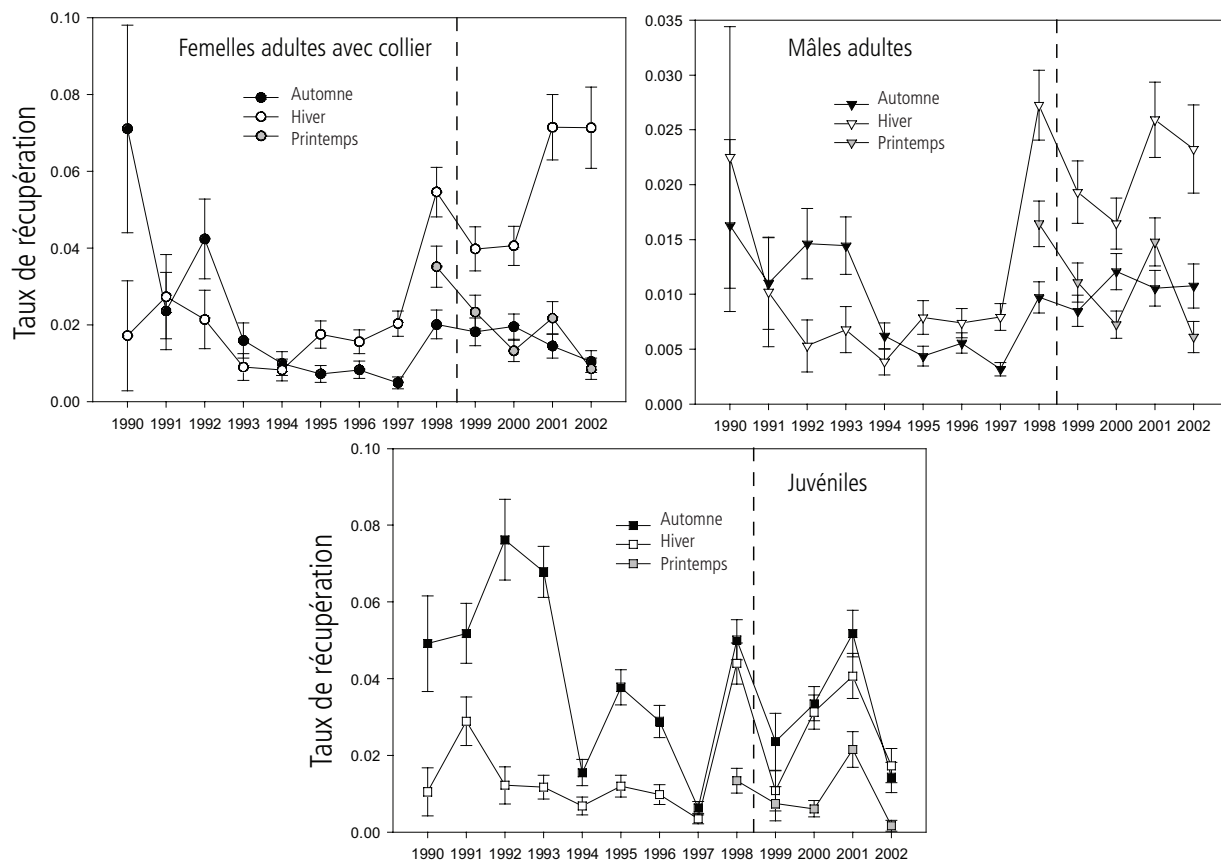 Femelles adultes avec collier
Automne
Hiver
Printemps
Taux de récupération
0.10
0.08
0.06
0.04
0.02
0.00
1990 1991 1992 1993 1994 1995 1996 1997 1998 1999 2000 2001 2002
Mâles adultes
Automne
Hiver
Printemps
0.035
0.030
0.025
0.020
0.015
0.010
0.005
0.000
1990 1991 1992 1993 1994 1995 1996 1997 1998 1999 2000 2001 2002
Juvéniles
Automne
Hiver
Printemps
Taux de récupération
0.10
0.08
0.06
0.04
0.02
0.00
1990 1991 1992 1993 1994 1995 1996 1997 1998 1999 2000 2001 2002